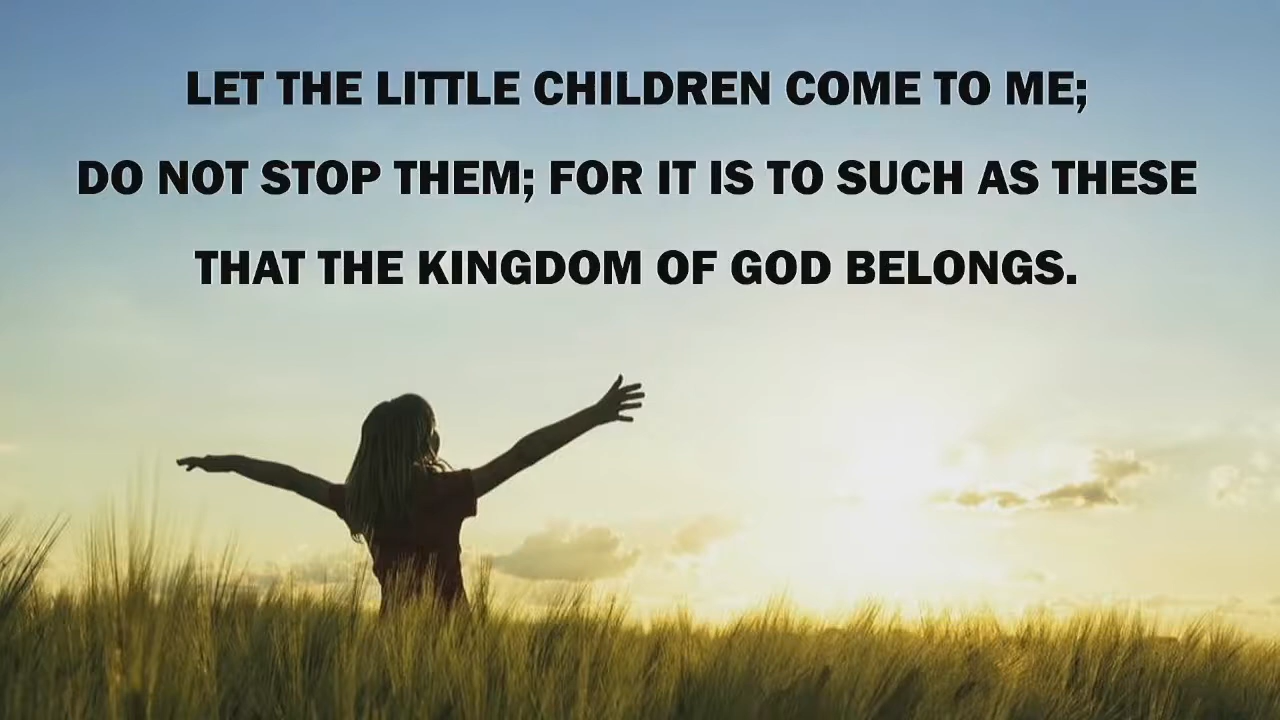 LET THE LITTLE CHILDREN COME TO ME;
DO NOT STOP THEM; FOR IT IS TO SUCH AS THESE
THAT THE KINGDOM OF GOD BELONGS.